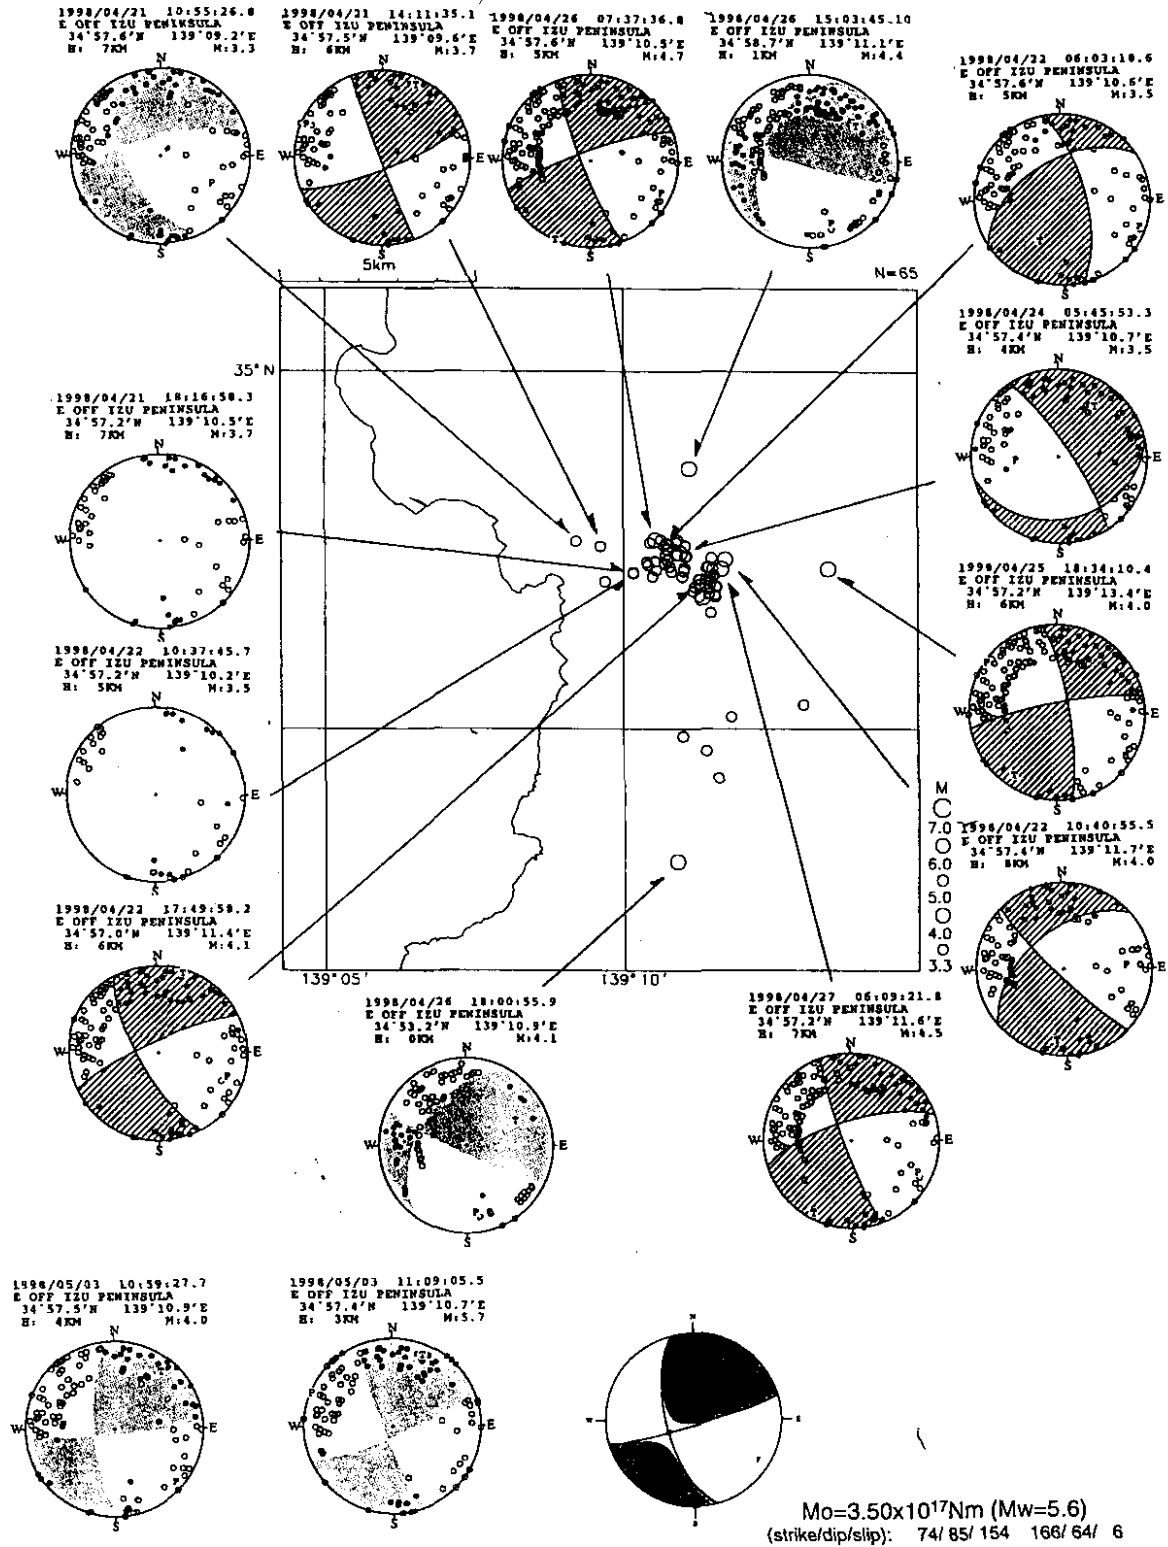 1998/04/21 10:55:26.8
E OFF IZU PENINSULA
34°57.6'N 139°09.2'E
H: 7KM M:3.3
1998/04/21 14:11:35.1
E OFF IZU PENINSULA
34°57.5'N 139°09.6'E
H: 6KM M:3.7
1998/04/26 07:37:36.8
E OFF IZU PENINSULA
34°57.6'N 139°10.5'E
H: 5KM M:4.7
1998/04/26 15:03:45.10
E OFF IZU PENINSULA
34°58.7'N 139°11.1'E
H: 1KM M:4.4
1998/04/22 06:03:18.6
E OFF IZU PENINSULA
34°57.6'N 139°10.6'E
H: 5KM M:3.5
5km
N=65
35°N
1998/04/24 05:45:53.3
E OFF IZU PENINSULA
34°57.4'N 139°10.7'E
H: 4KM M:3.5
1998/04/21 18:16:58.3
E OFF IZU PENINSULA
34°57.2'N 139°10.5'E
H: 7KM M:3.7
1998/04/25 18:34:10.4
E OFF IZU PENINSULA
34°57.2'N 139°13.4'E
H: 6KM M:4.0
1998/04/22 10:37:45.7
E OFF IZU PENINSULA
34°57.2'N 139°10.2'E
H: 5KM M:3.5
M
7.0
6.0
5.0
4.0
3.3
1998/04/22 10:40:55.5
E OFF IZU PENINSULA
34°57.4'N 139°11.7'E
H: 8KM M:4.0
1998/04/22 17:49:58.2
E OFF IZU PENINSULA
34°57.0'N 139°11.4'E
H: 6KM M:4.1
139°05' 139°10'
1998/04/26 18:00:55.9
E OFF IZU PENINSULA
34°53.2'N 139°10.9'E
H: 0KM M:4.1
1998/04/27 06:09:21.8
E OFF IZU PENINSULA
34°57.2'N 139°11.6'E
H: 7KM M:4.5
1998/05/03 10:59:27.7
E OFF IZU PENINSULA
34°57.5'N 139°10.9'E
H: 4KM M:4.0
1998/05/03 11:09:05.5
E OFF IZU PENINSULA
34°57.4'N 139°10.7'E
H: 3KM M:5.7
N
W E
S
P
T
Mo=3.50x10¹⁷Nm (Mw=5.6)
(strike/dip/slip): 74/ 85/ 154 166/ 64/ 6